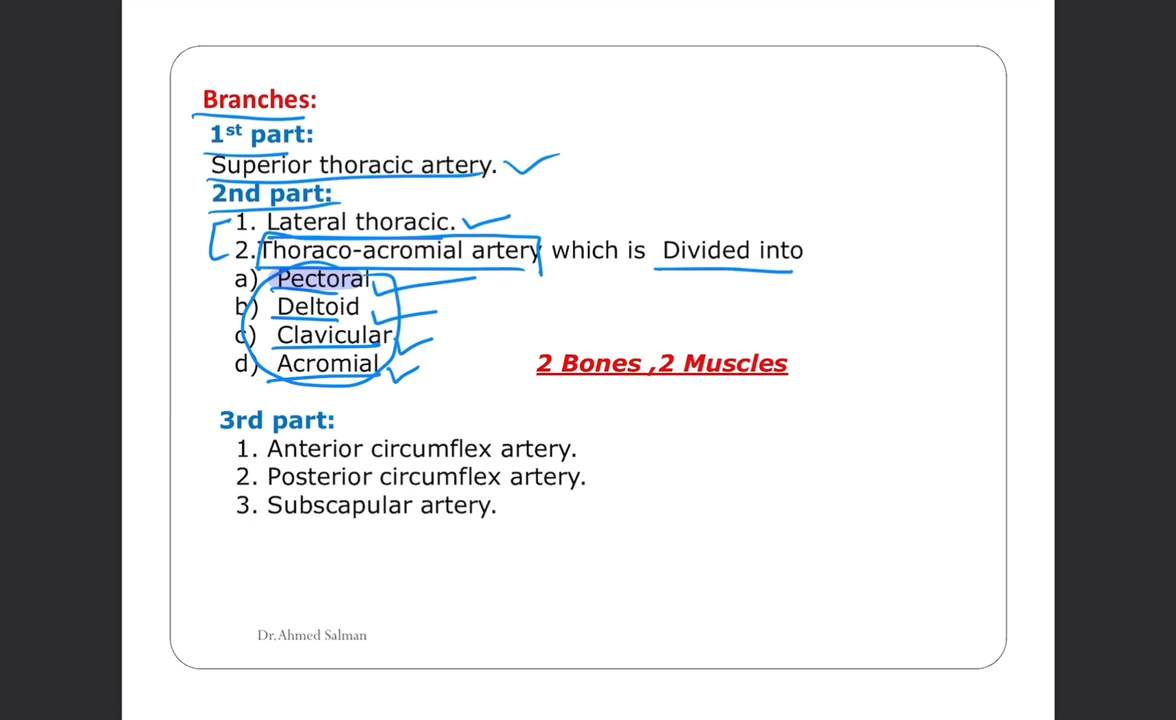 Branches:
1st part:
Superior thoracic artery.
2nd part:
1. Lateral thoracic.
2. Thoraco-acromial artery which is Divided into
a) Pectoral
b) Deltoid
c) Clavicular
d) Acromial
2 Bones ,2 Muscles
3rd part:
1. Anterior circumflex artery.
2. Posterior circumflex artery.
3. Subscapular artery.
Dr.Ahmed Salman